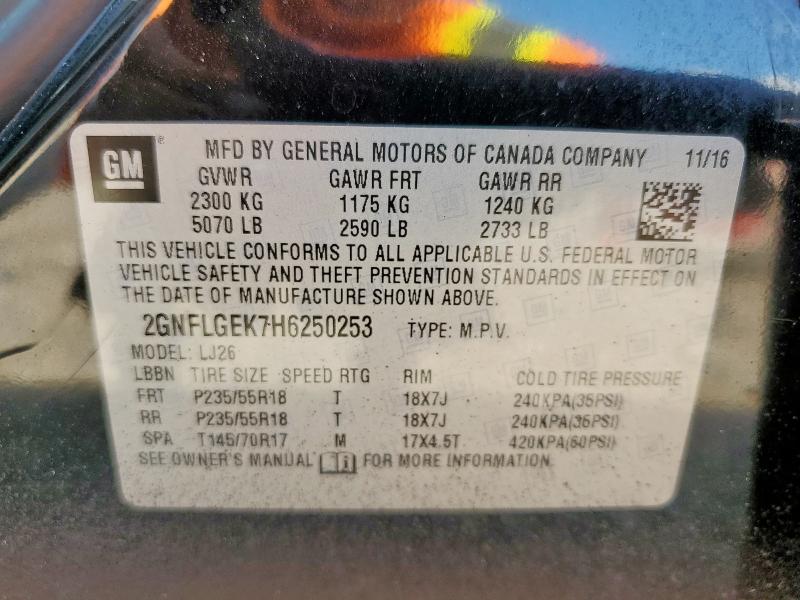 GM ® MFD BY GENERAL MOTORS OF CANADA COMPANY 11/16
GVWR GAWR FRT GAWR RR
2300 KG 1175 KG 1240 KG
5070 LB 2590 LB 2733 LB
THIS VEHICLE CONFORMS TO ALL APPLICABLE U.S. FEDERAL MOTOR
VEHICLE SAFETY AND THEFT PREVENTION STANDARDS IN EFFECT ON
THE DATE OF MANUFACTURE SHOWN ABOVE.
2GNFLGEK7H6250253 TYPE: M.P.V.
MODEL: LJ26
LBBN TIRE SIZE SPEED RTG RIM COLD TIRE PRESSURE
FRT P235/55R18 T 18X7J 240KPA(35PSI)
RR P235/55R18 T 18X7J 240KPA(35PSI)
SPA T145/70R17 M 17X4.5T 420KPA(60PSI)
SEE OWNER'S MANUAL FOR MORE INFORMATION.